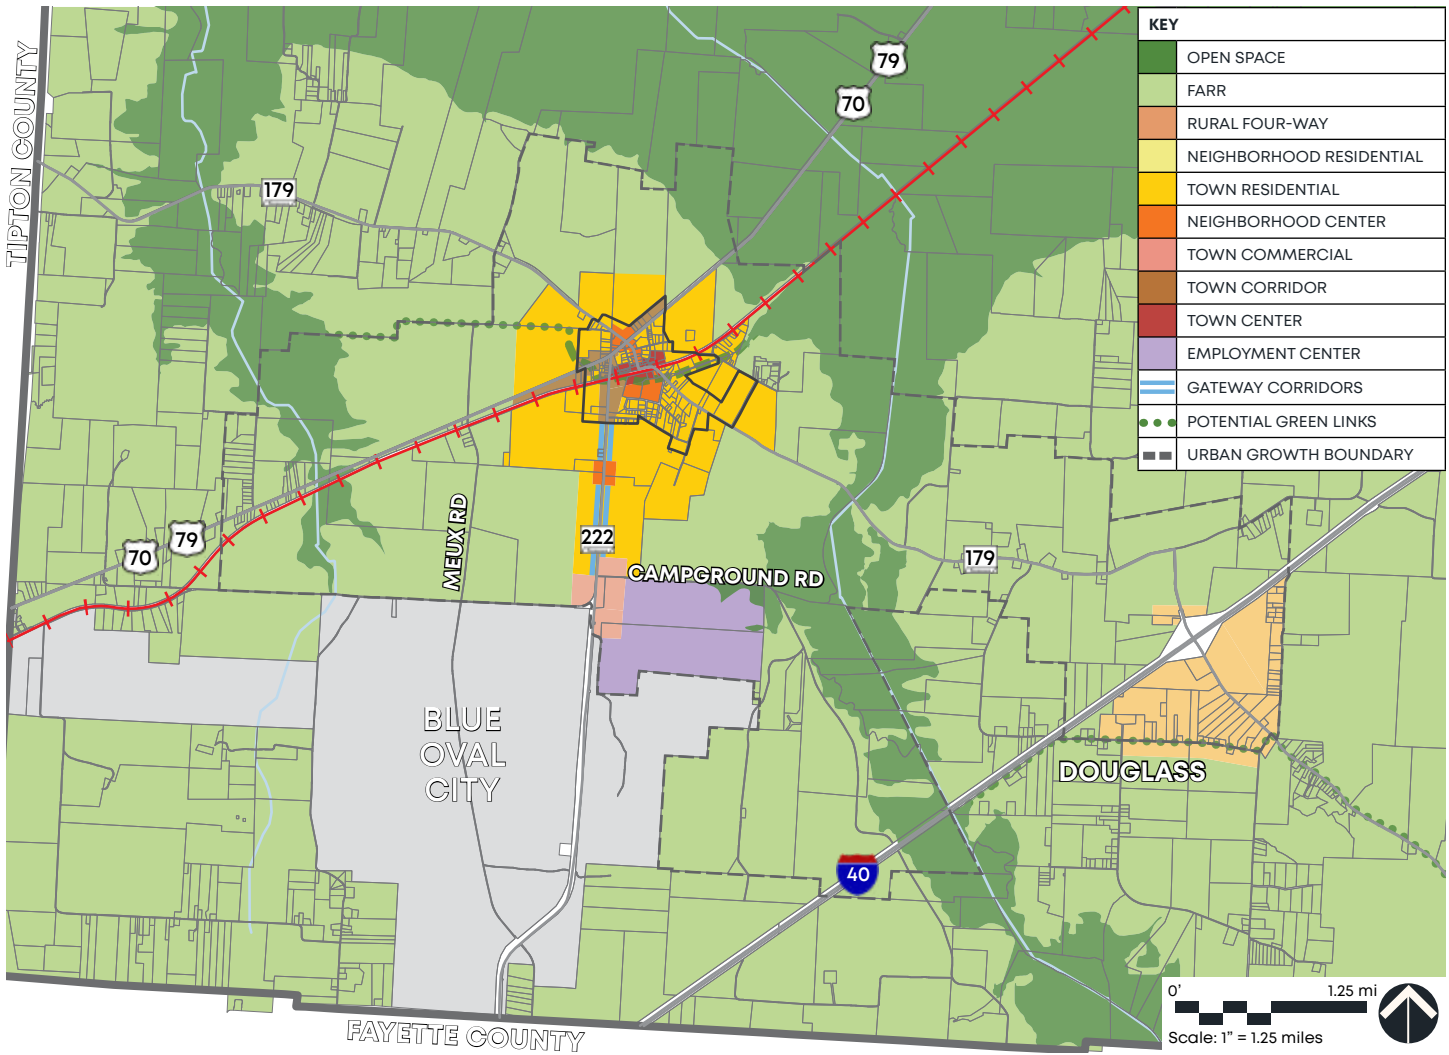 TIPTON COUNTY
79
70
179
KEY
OPEN SPACE
FARR
RURAL FOUR-WAY
NEIGHBORHOOD RESIDENTIAL
TOWN RESIDENTIAL
NEIGHBORHOOD CENTER
TOWN COMMERCIAL
TOWN CORRIDOR
TOWN CENTER
EMPLOYMENT CENTER
GATEWAY CORRIDORS
POTENTIAL GREEN LINKS
URBAN GROWTH BOUNDARY
MEUX RD
79
70
222
CAMPGROUND RD
179
BLUE
OVAL
CITY
DOUGLASS
40
FAYETTE COUNTY
0' 1.25 mi
Scale: 1" = 1.25 miles